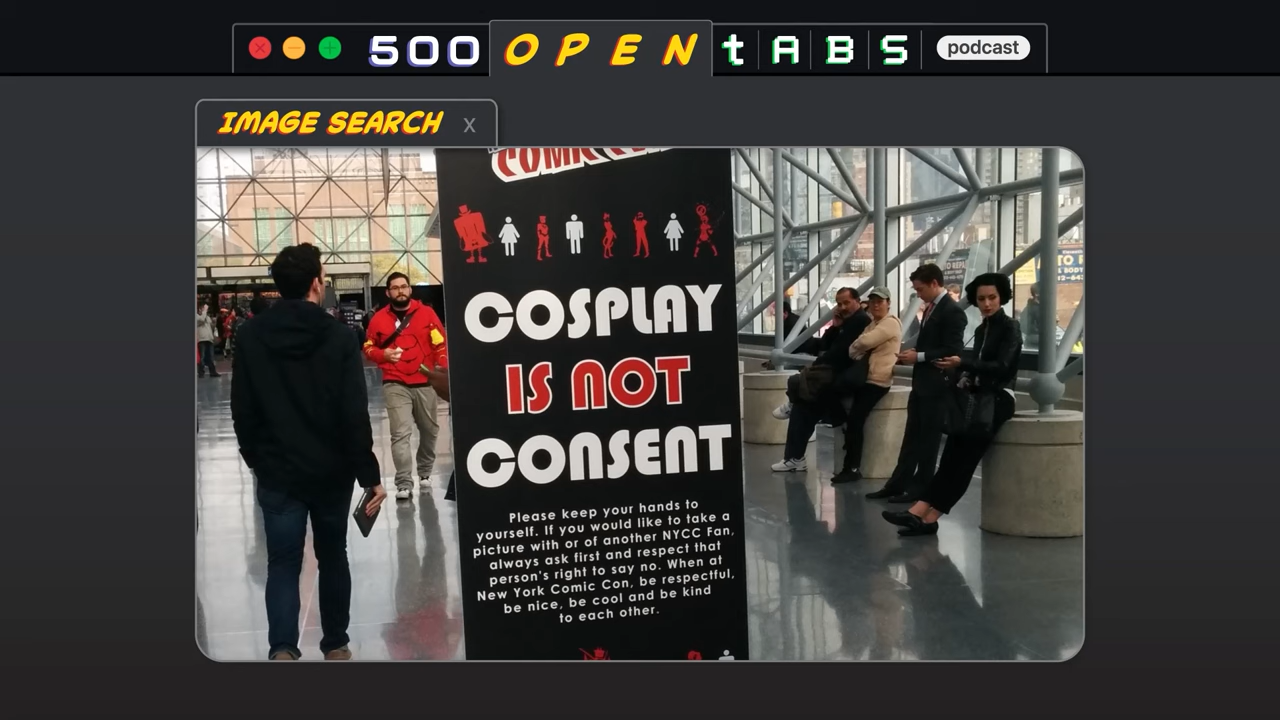 500 OPEN tABS podcast
IMAGE SEARCH X
COSPLAY
IS NOT
CONSENT
Please keep your hands to
yourself. If you would like to take a
picture with or of another NYCC Fan,
always ask first and respect that
person's right to say no. When at
New York Comic Con, be respectful,
be nice, be cool and be kind
to each other.